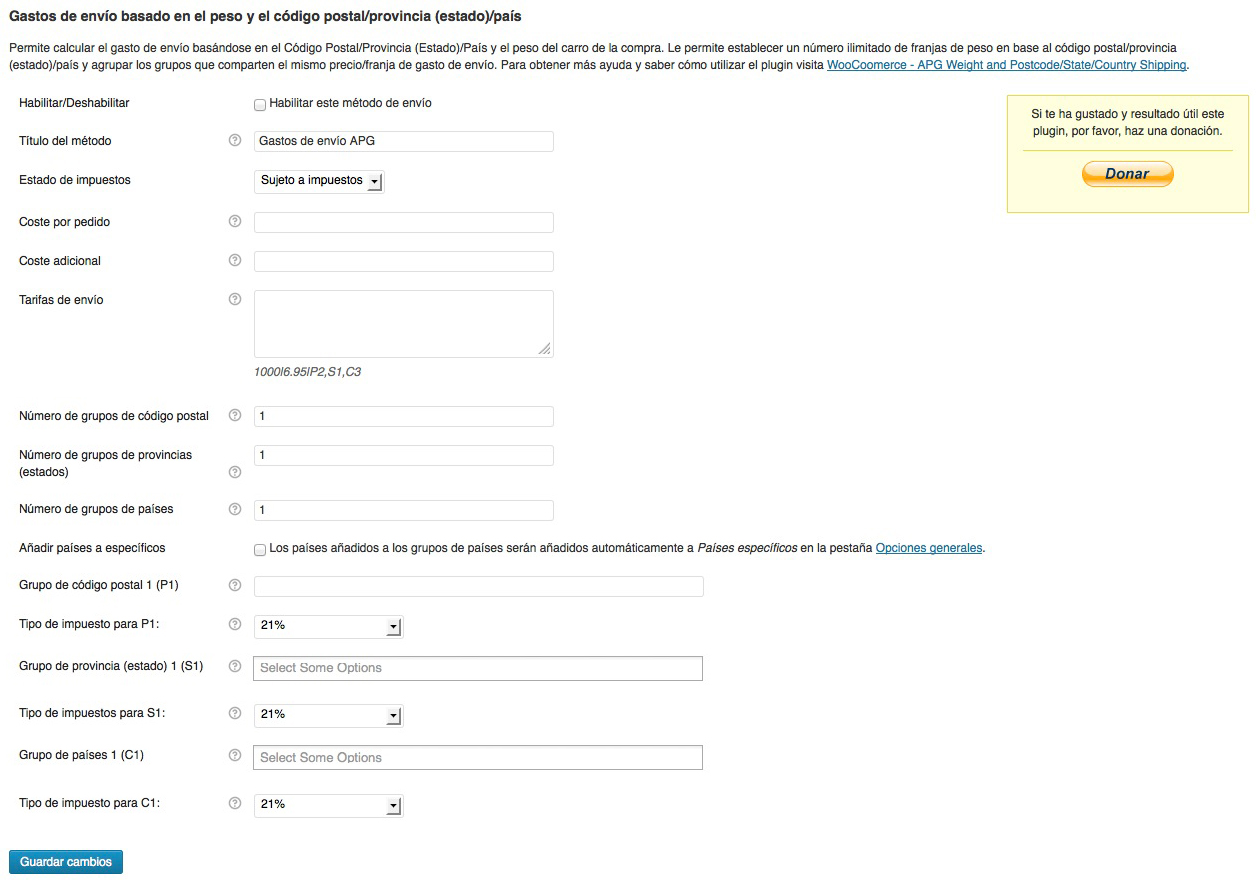 Gastos de envío basado en el peso y el código postal/provincia (estado)/país
Permite calcular el gasto de envío basándose en el Código Postal/Provincia (Estado)/País y el peso del carro de la compra. Le permite establecer un número ilimitado de franjas de peso en base al código postal/provincia
(estado)/país y agrupar los grupos que comparten el mismo precio/franja de gasto de envío. Para obtener más ayuda y saber cómo utilizar el plugin visita WooCoomerce - APG Weight and Postcode/State/Country Shipping.
Habilitar/Deshabilitar
Habilitar este método de envío
Si te ha gustado y resultado útil este
plugin, por favor, haz una donación.
Donar
Título del método
?
Gastos de envío APG
Estado de impuestos
Sujeto a impuestos
Coste por pedido
?
Coste adicional
?
Tarifas de envío
?
1000|6.95|P2,S1,C3
Número de grupos de código postal
?
1
Número de grupos de provincias
(estados)
?
1
Número de grupos de países
?
1
Añadir países a específicos
Los países añadidos a los grupos de países serán añadidos automáticamente a Países específicos en la pestaña Opciones generales.
Grupo de código postal 1 (P1)
?
Tipo de impuesto para P1:
?
21%
Grupo de provincia (estado) 1 (S1)
?
Select Some Options
Tipo de impuestos para S1:
?
21%
Grupo de países 1 (C1)
?
Select Some Options
Tipo de impuesto para C1:
?
21%
Guardar cambios